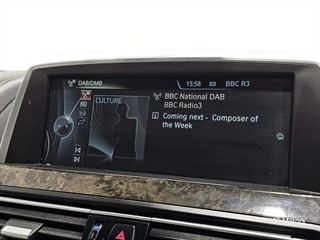 DAB/DMB
15:58
BBC R3
CULTURE
BBC National DAB
BBC Radio3
Coming next - Composer of
the Week